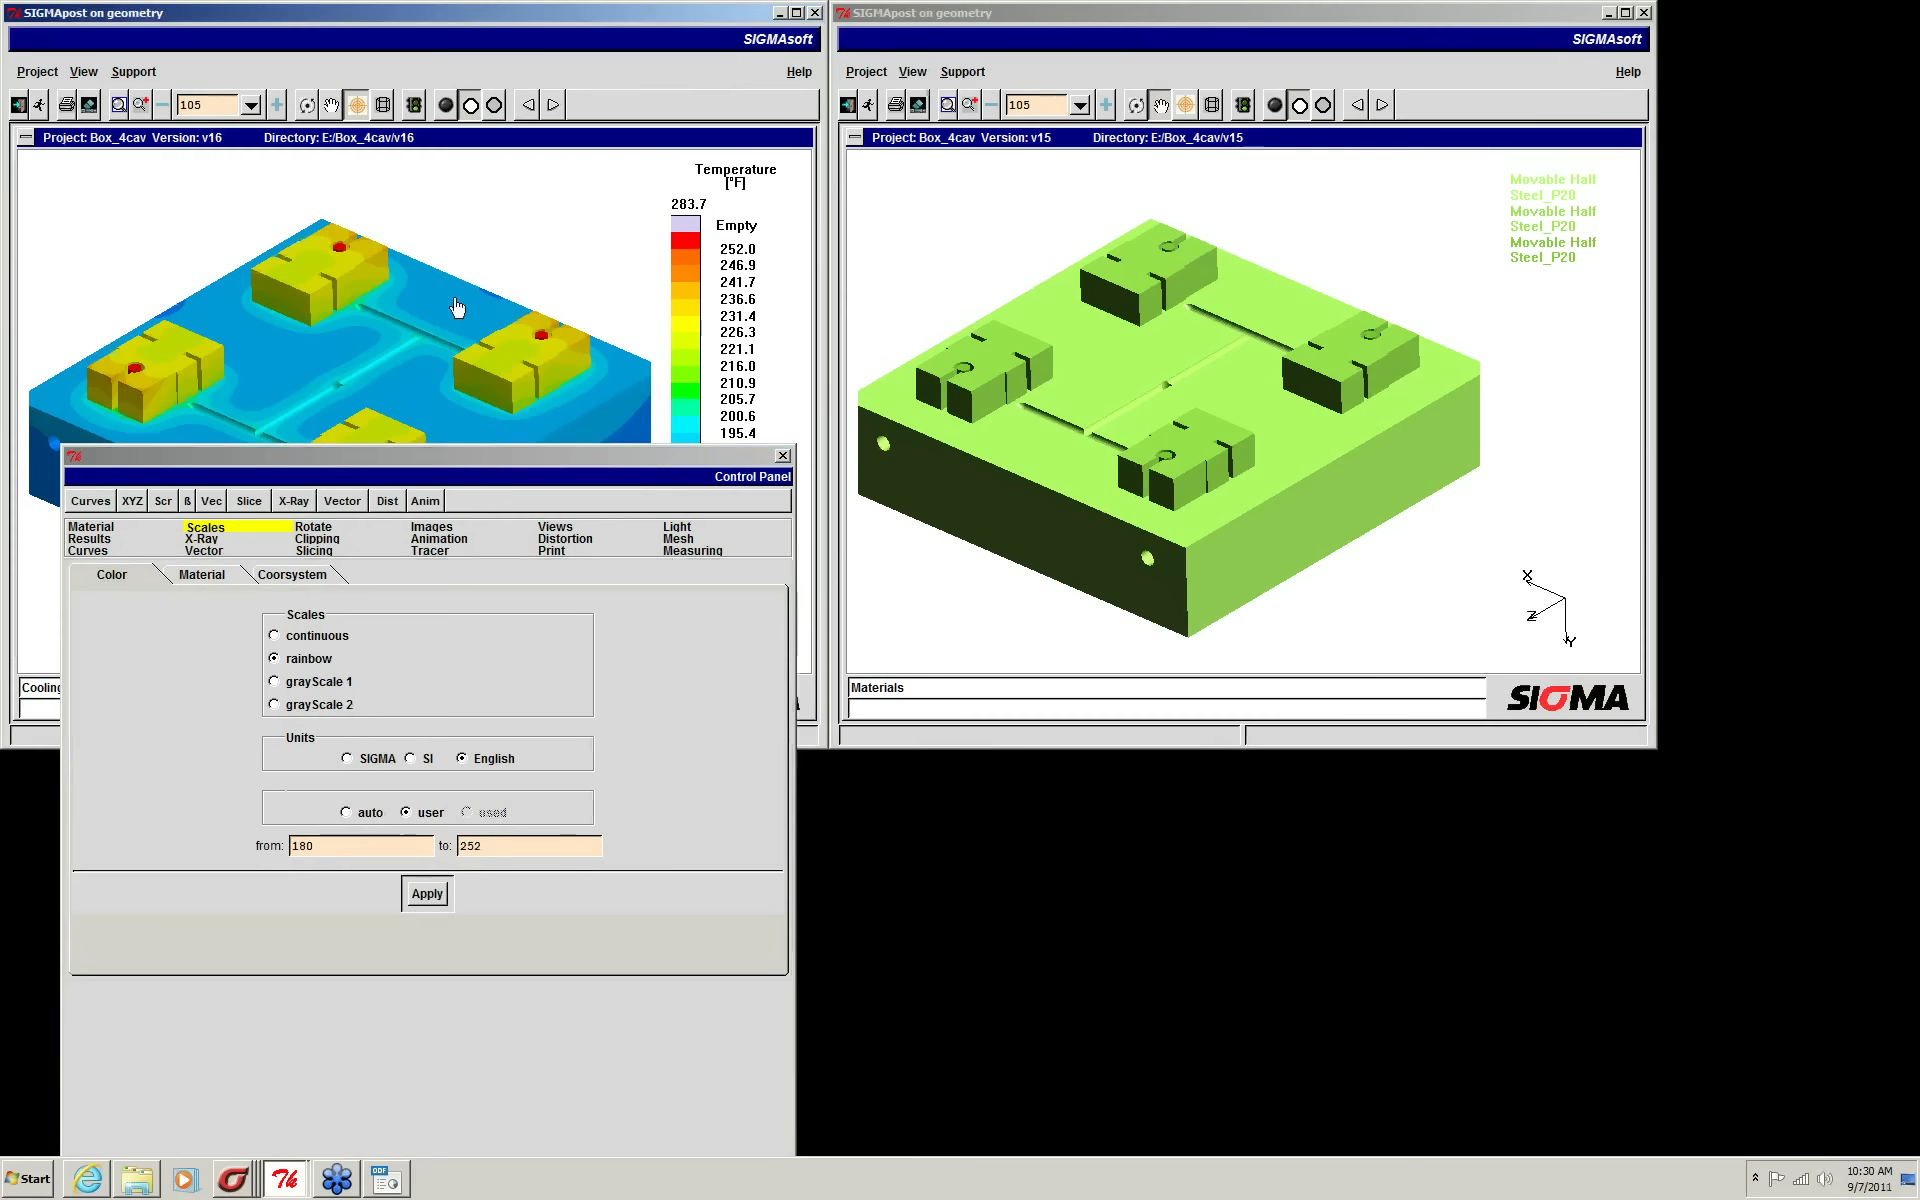 SIGMApost on geometry
SIGMAsoft
Project View Support Help
105
Project: Box_4cav Version: v16 Directory: E:/Box_4cav/v16
Temperature
[°F]
283.7
Empty
252.0
246.9
241.7
236.6
231.4
226.3
221.1
216.0
210.9
205.7
200.6
195.4
Cooling
SIGMApost on geometry
SIGMAsoft
Project View Support Help
105
Project: Box_4cav Version: v15 Directory: E:/Box_4cav/v15
Movable Half
Steel_P20
Movable Half
Steel_P20
Movable Half
Steel_P20
X
Z
Y
Materials
SIGMA
Control Panel
Curves XYZ Scr ß Vec Slice X-Ray Vector Dist Anim
Material Scales Rotate Images Views Light
Results X-Ray Clipping Animation Distortion Mesh
Curves Vector Slicing Tracer Print Measuring
Color Material Coorsystem
Scales
continuous
rainbow
grayScale 1
grayScale 2
Units
SIGMA SI English
auto user used
from: 180 to: 252
Apply
Start
10:30 AM
9/7/2011